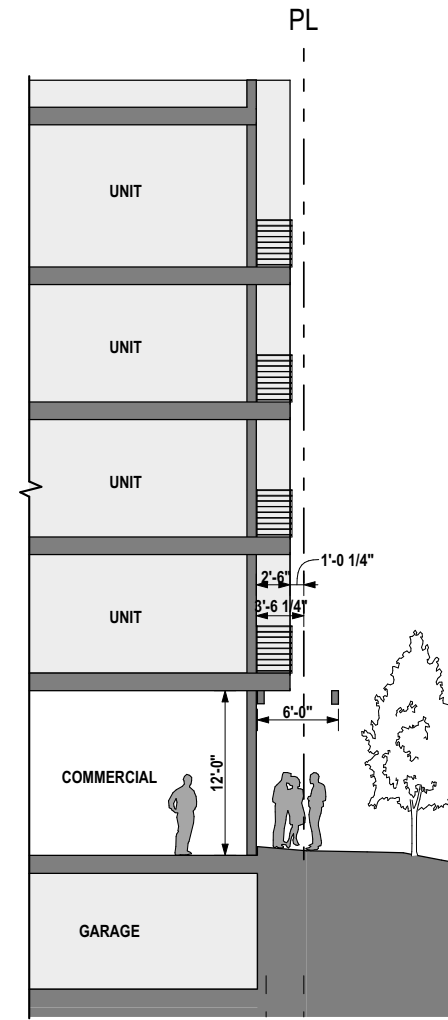 PL
UNIT
UNIT
UNIT
1'-0 1/4"
2'-6"
3'-6 1/4"
UNIT
6'-0"
12'-0"
COMMERCIAL
GARAGE